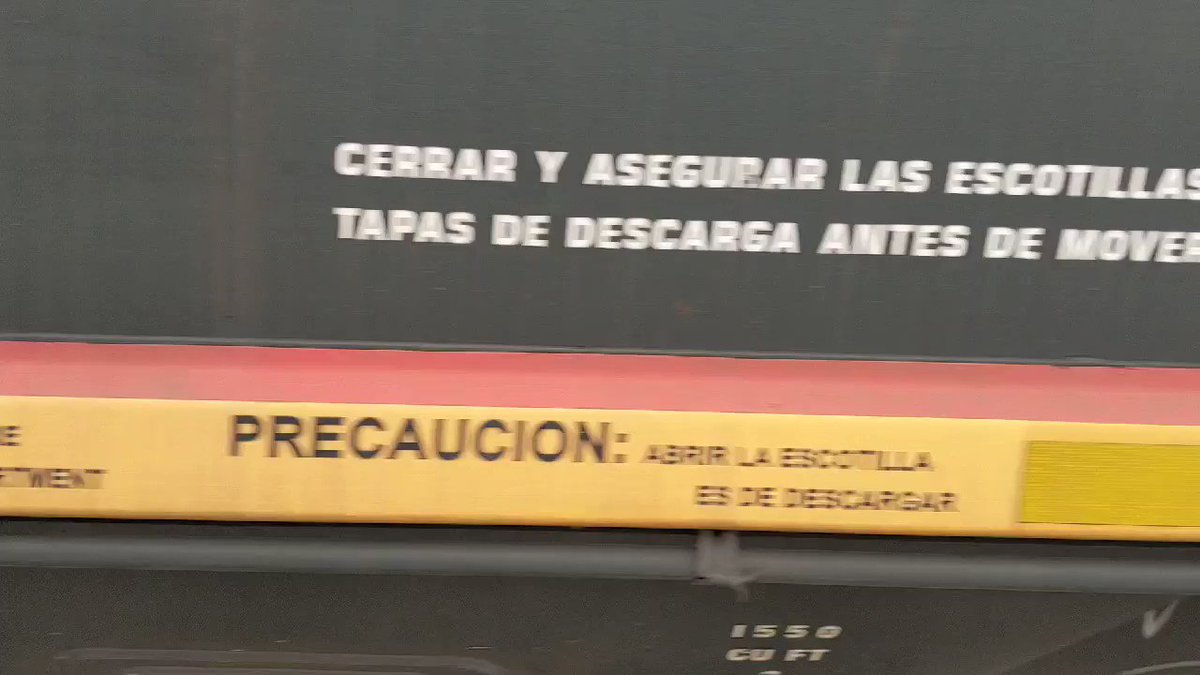 CERRAR Y ASEGURAR LAS ESCOTILLAS
TAPAS DE DESCARGA ANTES DE MOVER
PRECAUCION: ABRIR LA ESCOTILLA
ES DE DESCARGAR
1550
CU FT